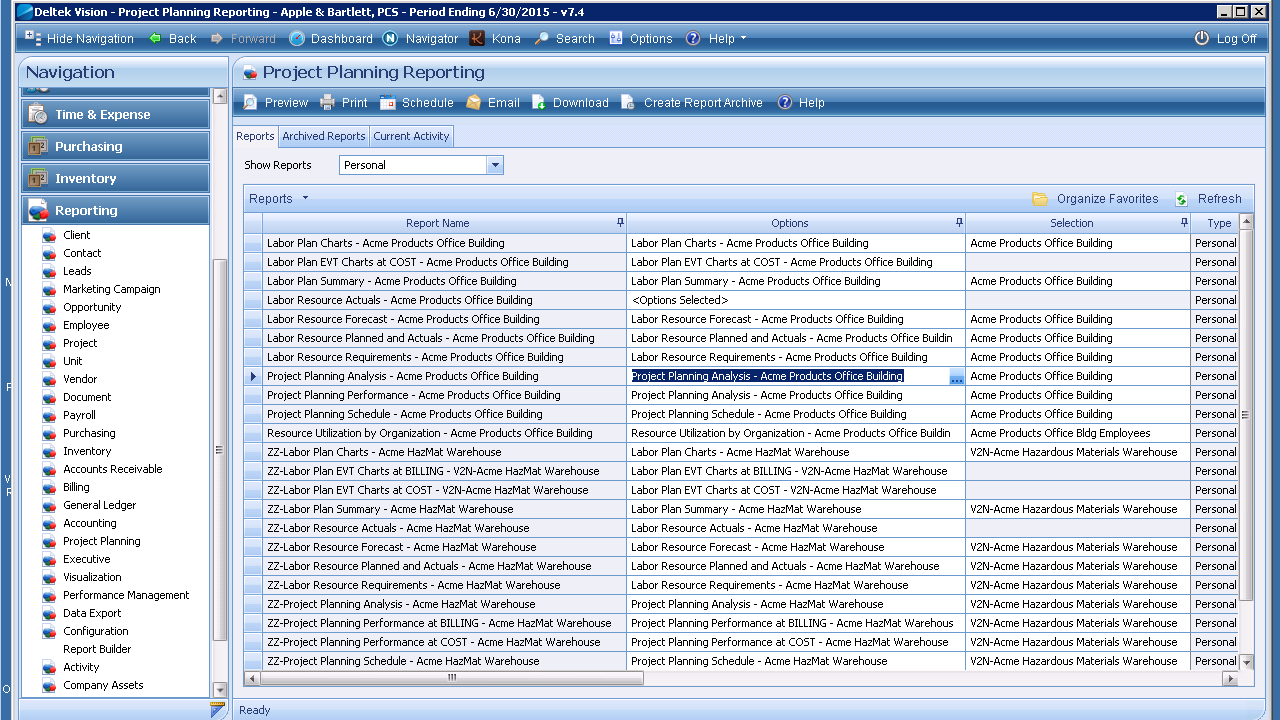 Deltek Vision - Project Planning Reporting - Apple & Bartlett, PCS - Period Ending 6/30/2015 - v7.4
Hide Navigation Back Forward Dashboard Navigator Kona Search Options Help Log Off
Navigation
Time & Expense
Purchasing
Inventory
Reporting
Client
Contact
Leads
Marketing Campaign
Opportunity
Employee
Project
Unit
Vendor
Document
Payroll
Purchasing
Inventory
Accounts Receivable
Billing
General Ledger
Accounting
Project Planning
Executive
Visualization
Performance Management
Data Export
Configuration
Report Builder
Activity
Company Assets
Project Planning Reporting
Preview Print Schedule Email Download Create Report Archive Help
Reports Archived Reports Current Activity
Show Reports Personal
Reports Organize Favorites Refresh
Report Name Options Selection Type
Labor Plan Charts - Acme Products Office Building Labor Plan Charts - Acme Products Office Building Acme Products Office Building Personal
Labor Plan EVT Charts at COST - Acme Products Office Building Labor Plan EVT Charts at COST - Acme Products Office Building Personal
Labor Plan Summary - Acme Products Office Building Labor Plan Summary - Acme Products Office Building Acme Products Office Building Personal
Labor Resource Actuals - Acme Products Office Building <Options Selected> Personal
Labor Resource Forecast - Acme Products Office Building Labor Resource Forecast - Acme Products Office Building Acme Products Office Building Personal
Labor Resource Planned and Actuals - Acme Products Office Building Labor Resource Planned and Actuals - Acme Products Office Buildin Acme Products Office Building Personal
Labor Resource Requirements - Acme Products Office Building Labor Resource Requirements - Acme Products Office Building Acme Products Office Building Personal
Project Planning Analysis - Acme Products Office Building Project Planning Analysis - Acme Products Office Building ... Acme Products Office Building Personal
Project Planning Performance - Acme Products Office Building Project Planning Analysis - Acme Products Office Building Acme Products Office Building Personal
Project Planning Schedule - Acme Products Office Building Project Planning Schedule - Acme Products Office Building Acme Products Office Building Personal
Resource Utilization by Organization - Acme Products Office Building Resource Utilization by Organization - Acme Products Office Buildin Acme Products Office Bldg Employees Personal
ZZ-Labor Plan Charts - Acme HazMat Warehouse Labor Plan Charts - Acme HazMat Warehouse V2N-Acme Hazardous Materials Warehouse Personal
ZZ-Labor Plan EVT Charts at BILLING - V2N-Acme HazMat Warehouse Labor Plan EVT Charts at BILLING - V2N-Acme HazMat Warehouse Personal
ZZ-Labor Plan EVT Charts at COST - V2N-Acme HazMat Warehouse Labor Plan EVT Charts at COST - V2N-Acme HazMat Warehouse Personal
ZZ-Labor Plan Summary - Acme HazMat Warehouse Labor Plan Summary - Acme HazMat Warehouse V2N-Acme Hazardous Materials Warehouse Personal
ZZ-Labor Resource Actuals - Acme HazMat Warehouse Labor Resource Actuals - Acme HazMat Warehouse Personal
ZZ-Labor Resource Forecast - Acme HazMat Warehouse Labor Resource Forecast - Acme HazMat Warehouse V2N-Acme Hazardous Materials Warehouse Personal
ZZ-Labor Resource Planned and Actuals - Acme HazMat Warehouse Labor Resource Planned and Actuals - Acme HazMat Warehouse V2N-Acme Hazardous Materials Warehouse Personal
ZZ-Labor Resource Requirements - Acme HazMat Warehouse Labor Resource Requirements - Acme HazMat Warehouse V2N-Acme Hazardous Materials Warehouse Personal
ZZ-Project Planning Analysis - Acme HazMat Warehouse Project Planning Analysis - Acme HazMat Warehouse V2N-Acme Hazardous Materials Warehouse Personal
ZZ-Project Planning Performance at BILLING - Acme HazMat Warehouse Project Planning Performance at BILLING - Acme HazMat Warehous V2N-Acme Hazardous Materials Warehouse Personal
ZZ-Project Planning Performance at COST - Acme HazMat Warehouse Project Planning Performance at COST - Acme HazMat Warehouse V2N-Acme Hazardous Materials Warehouse Personal
ZZ-Project Planning Schedule - Acme HazMat Warehouse Project Planning Schedule - Acme HazMat Warehouse V2N-Acme Hazardous Materials Warehouse Personal
Ready